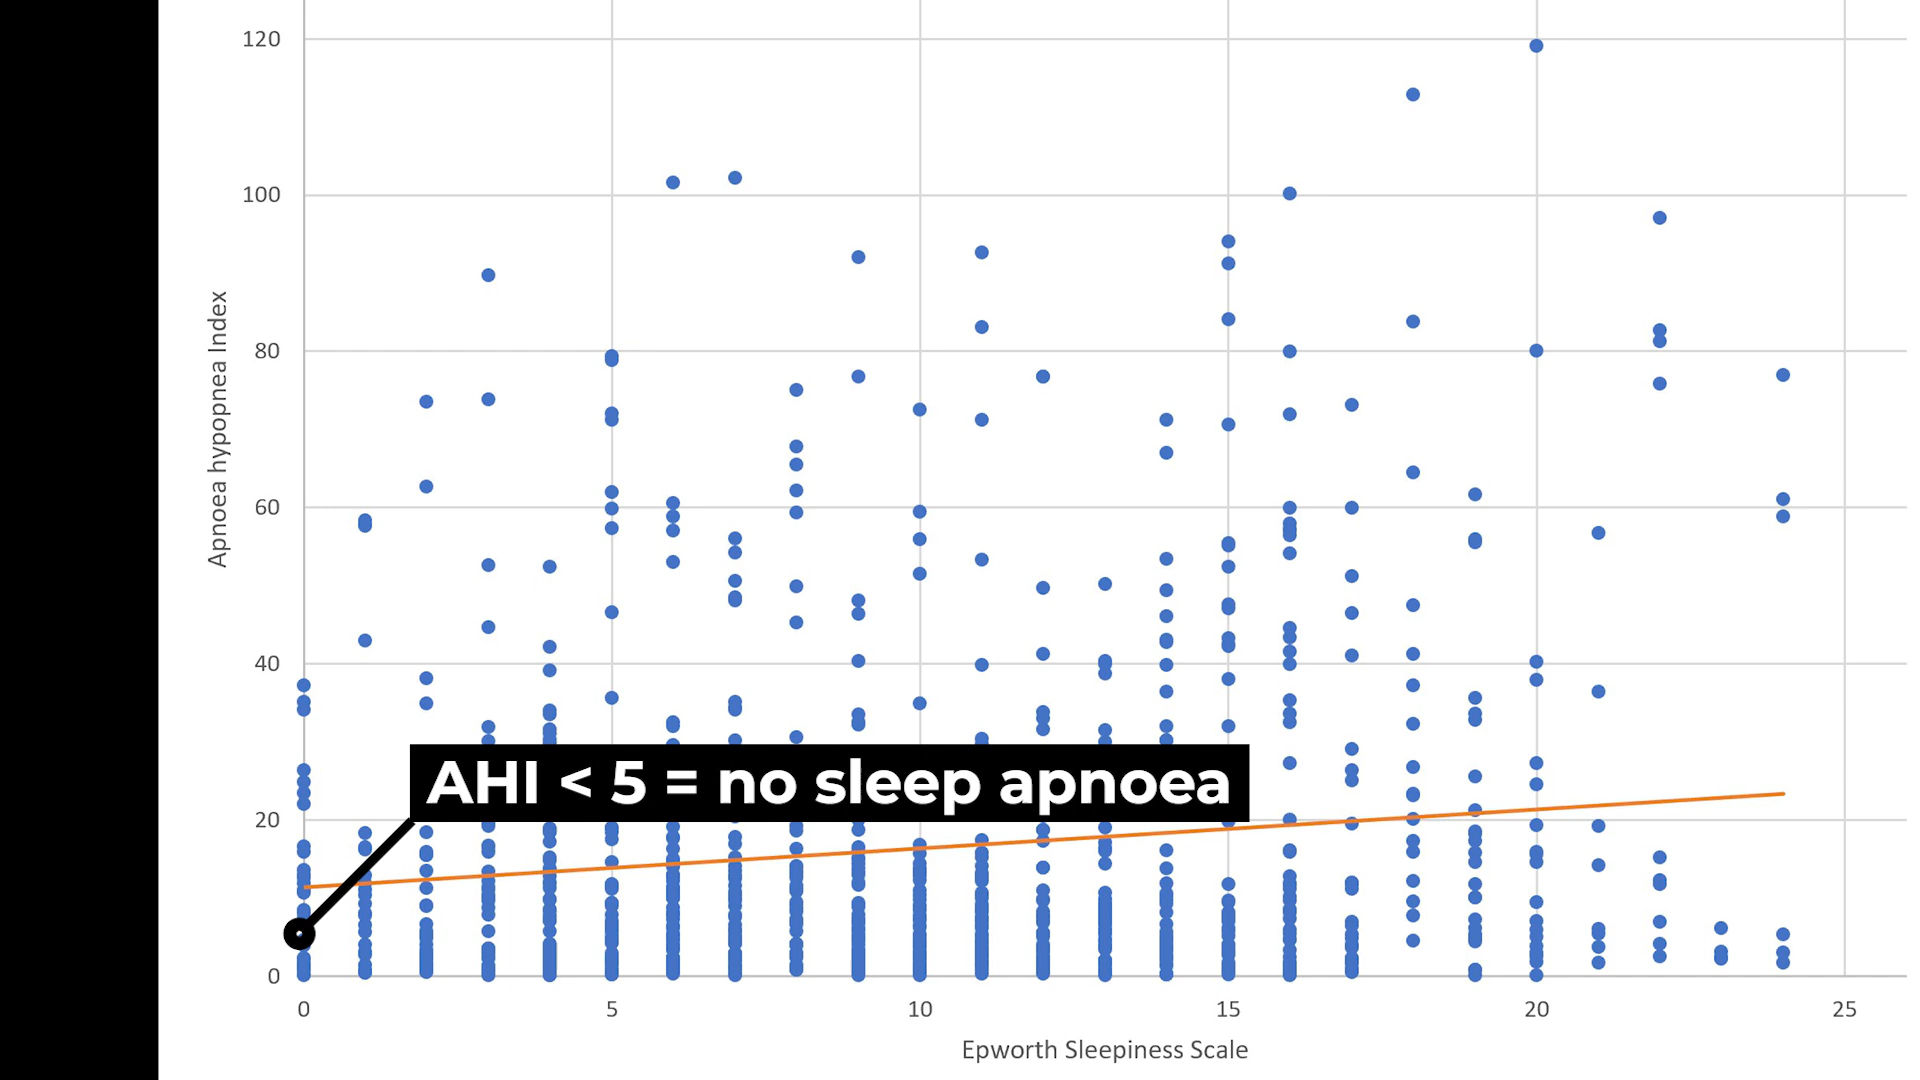 120
100
80
60
40
20
0
Apnoea hypopnea Index
AHI < 5 = no sleep apnoea
0 5 10 15 20 25
Epworth Sleepiness Scale